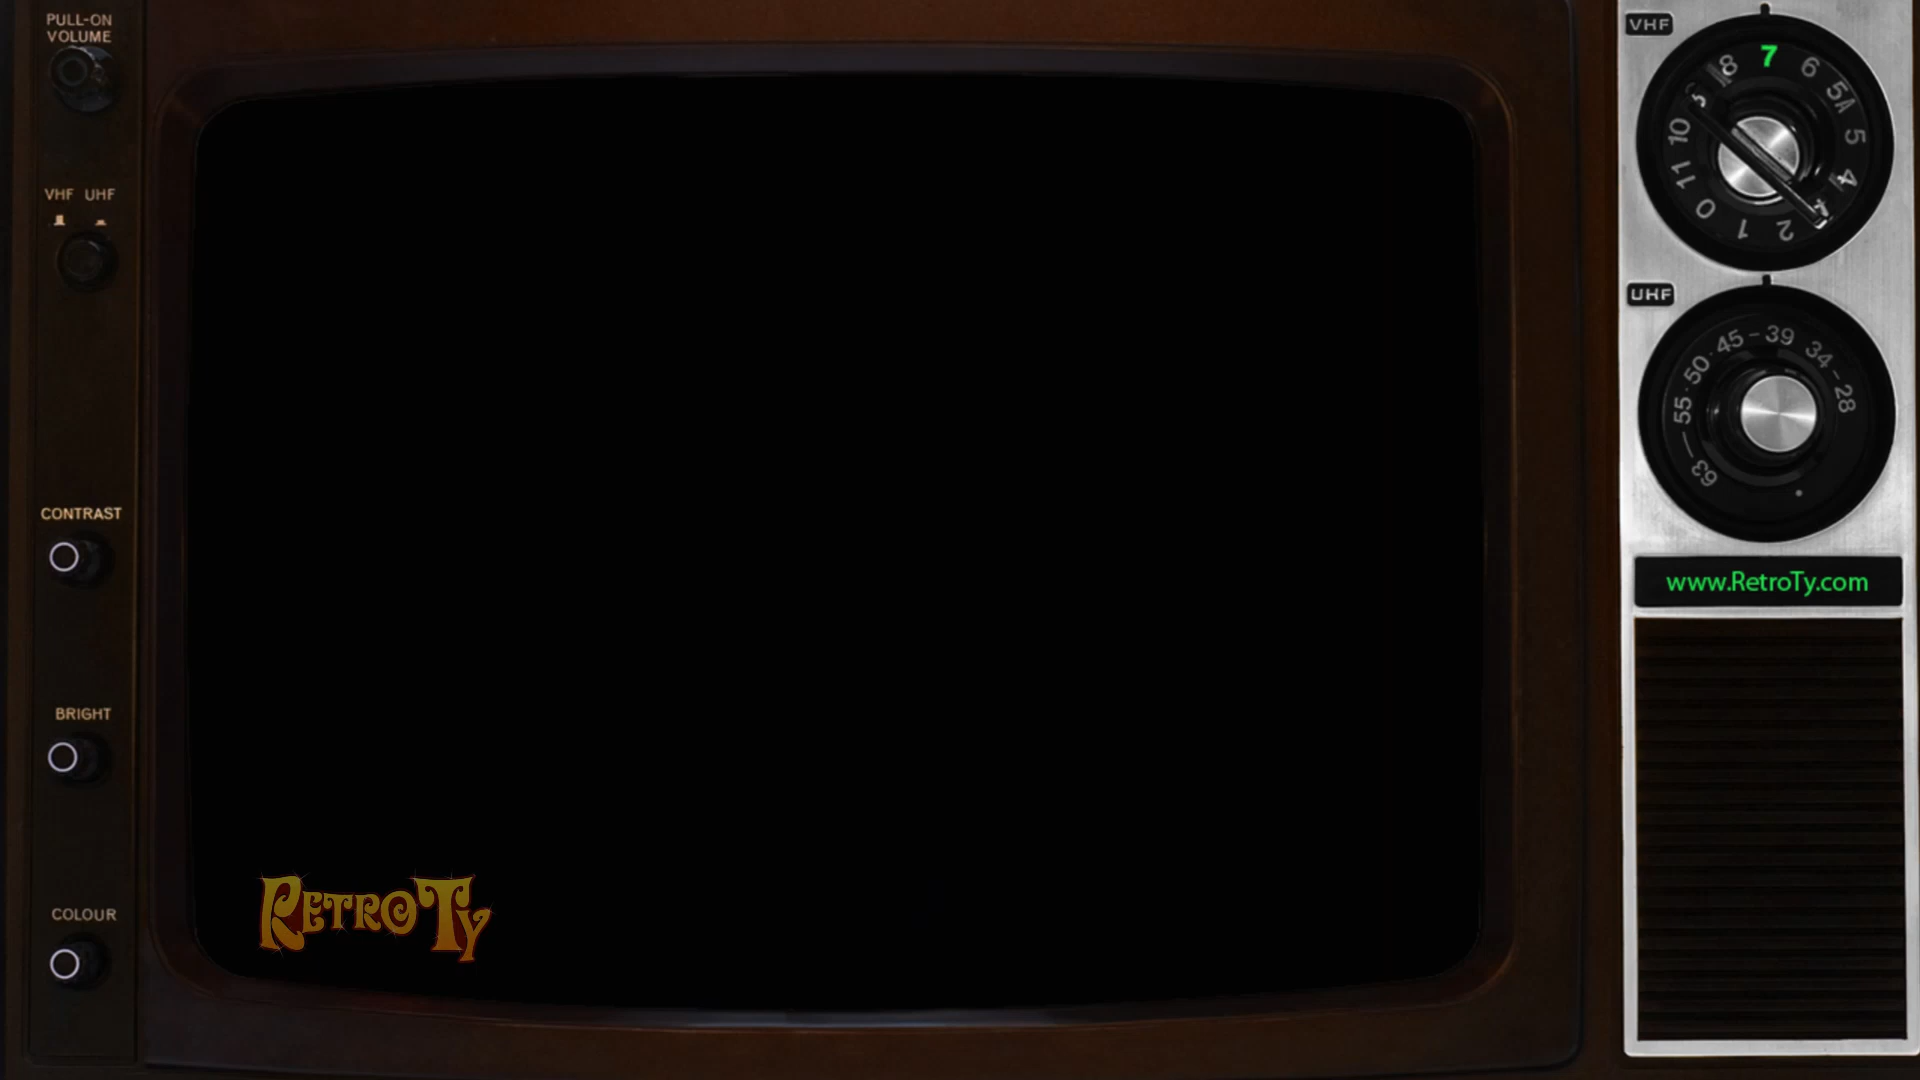 PULL-ON
VOLUME
VHF UHF
CONTRAST
BRIGHT
COLOUR
RETROTY
VHF
7
6
5A
5
4
2
1
0
11
10
8
UHF
63 — 55 · 50 · 45 - 39 34 - 28
www.RetroTy.com